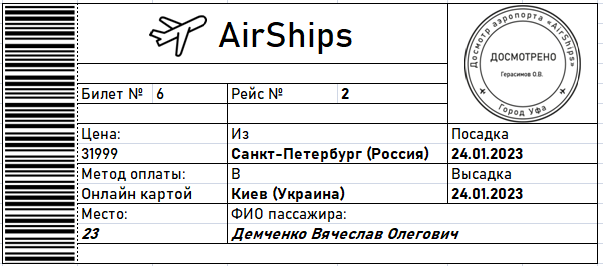 AirShips
Досмотр аэропорта «AirShips»
ДОСМОТРЕНО
Герасимов О.В.
Город Уфа
Билет № 6 Рейс № 2
Цена: Из Посадка
31999 Санкт-Петербург (Россия) 24.01.2023
Метод оплаты: В Высадка
Онлайн картой Киев (Украина) 24.01.2023
Место: ФИО пассажира:
23 Демченко Вячеслав Олегович